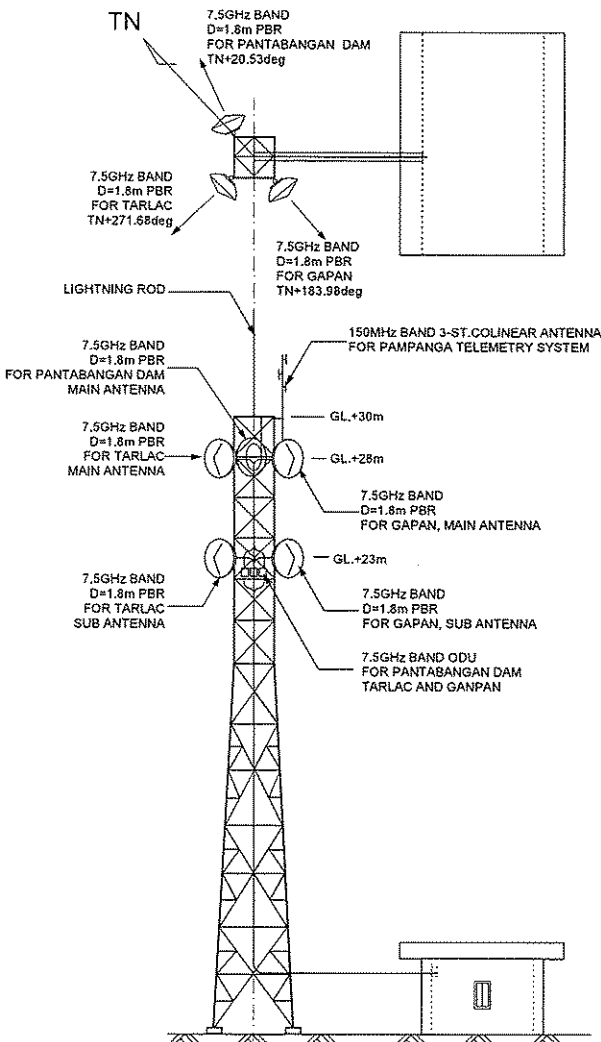 TN
7.5GHz BAND
D=1.8m PBR
FOR PANTABANGAN DAM
TN+20.53deg
7.5GHz BAND
D=1.8m PBR
FOR TARLAC
TN+271.68deg
7.5GHz BAND
D=1.8m PBR
FOR GAPAN
TN+183.98deg
LIGHTNING ROD
150MHz BAND 3-ST.COLINEAR ANTENNA
FOR PAMPANGA TELEMETRY SYSTEM
7.5GHz BAND
D=1.8m PBR
FOR PANTABANGAN DAM
MAIN ANTENNA
GL.+30m
7.5GHz BAND
D=1.8m PBR
FOR TARLAC
MAIN ANTENNA
GL.+28m
7.5GHz BAND
D=1.8m PBR
FOR GAPAN, MAIN ANTENNA
GL.+23m
7.5GHz BAND
D=1.8m PBR
FOR TARLAC
SUB ANTENNA
7.5GHz BAND
D=1.8m PBR
FOR GAPAN, SUB ANTENNA
7.5GHz BAND ODU
FOR PANTABANGAN DAM
TARLAC AND GANPAN